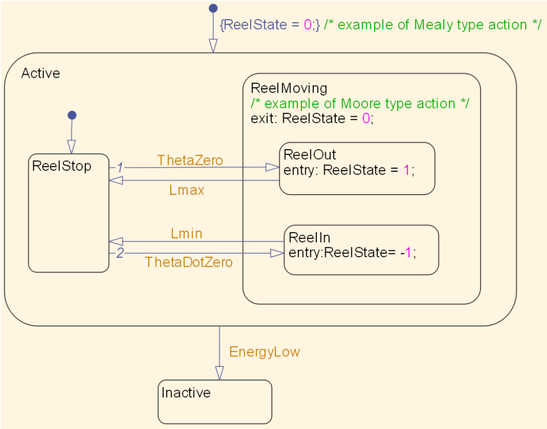 {ReelState = 0;} /* example of Mealy type action */
Active
ReelMoving
/* example of Moore type action */
exit: ReelState = 0;
ReelStop
1
ThetaZero
ReelOut
entry: ReelState = 1;
Lmax
Lmin
ReelIn
entry:ReelState= -1;
2
ThetaDotZero
EnergyLow
Inactive